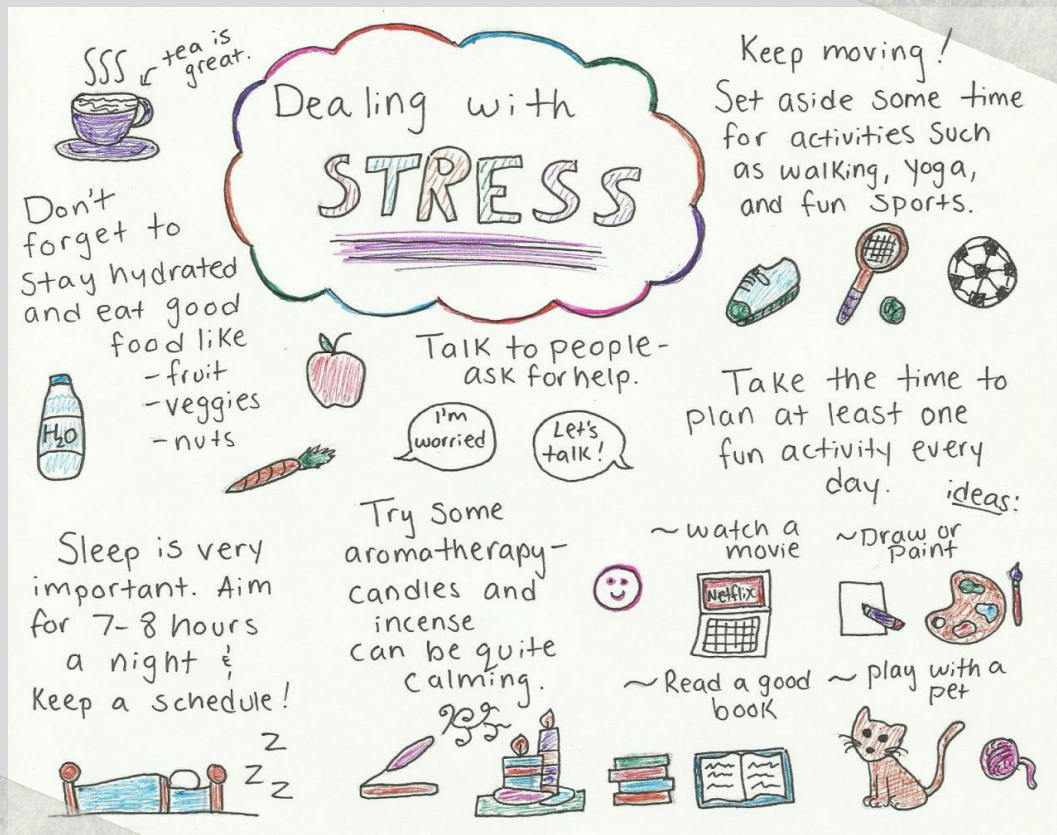 tea is
great.
Dealing with
STRESS
Keep moving!
Set aside some time
for activities such
as walking, yoga,
and fun sports.
Don't
forget to
stay hydrated
and eat good
food like
- fruit
- veggies
- nuts
H2O
Talk to people-
ask for help.
I'm
worried
Let's
talk!
Take the time to
plan at least one
fun activity every
day.
ideas:
~ watch a
movie
Netflix
~ Draw or
paint
~ Read a good
book
~ play with a
pet
Try some
aromatherapy-
candles and
incense
can be quite
calming.
Sleep is very
important. Aim
for 7-8 hours
a night &
Keep a schedule!
Z
Z
Z